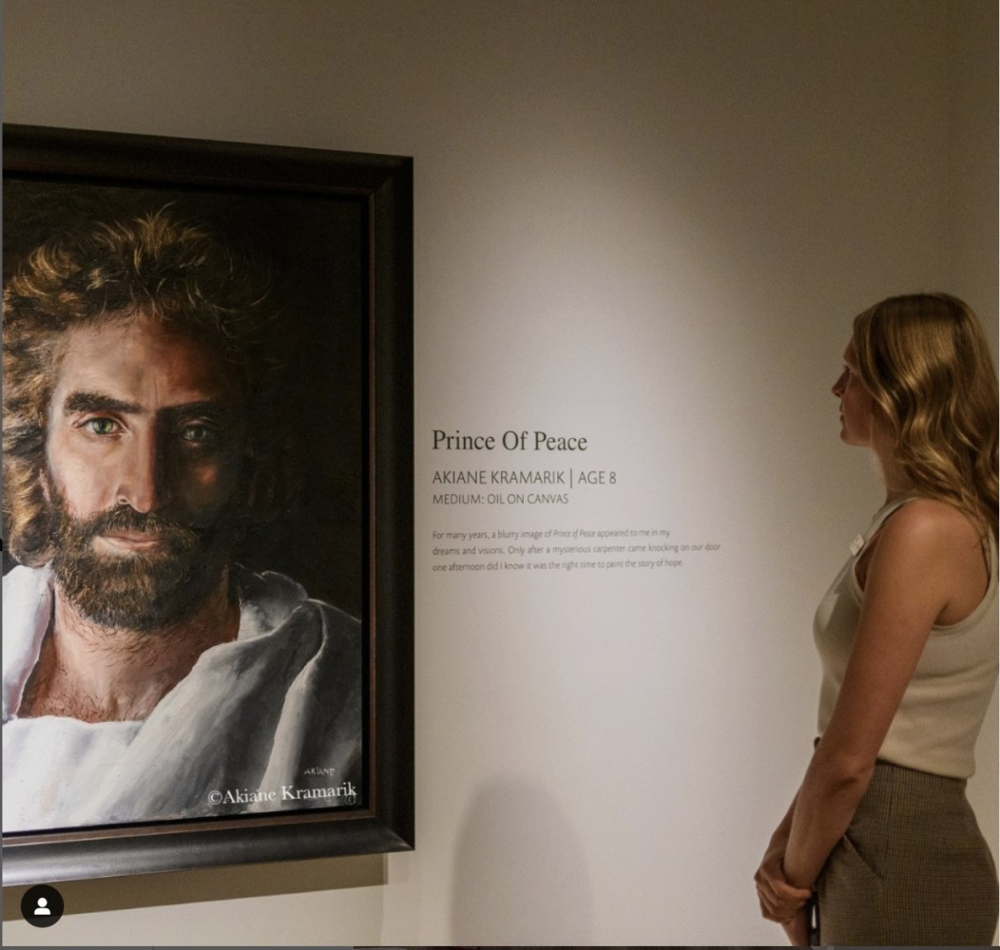 Prince Of Peace
AKIANE KRAMARIK | AGE 8
MEDIUM: OIL ON CANVAS
For many years, a blurry image of Prince of Peace appeared to me in my
dreams and visions. Only after a mysterious carpenter came knocking on our door
one afternoon did I know it was the right time to paint the story of hope.
AKIANE
©Akiane Kramarik